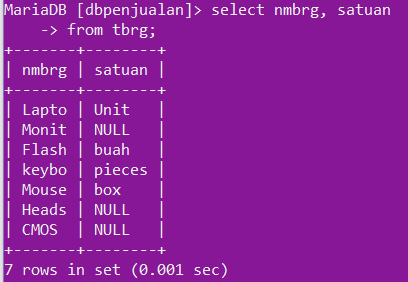 MariaDB [dbpenjualan]> select nmbrg, satuan
    -> from tbrg;
+-------+--------+
| nmbrg | satuan |
+-------+--------+
| Lapto | Unit   |
| Monit | NULL   |
| Flash | buah   |
| keybo | pieces |
| Mouse | box    |
| Heads | NULL   |
| CMOS  | NULL   |
+-------+--------+
7 rows in set (0.001 sec)